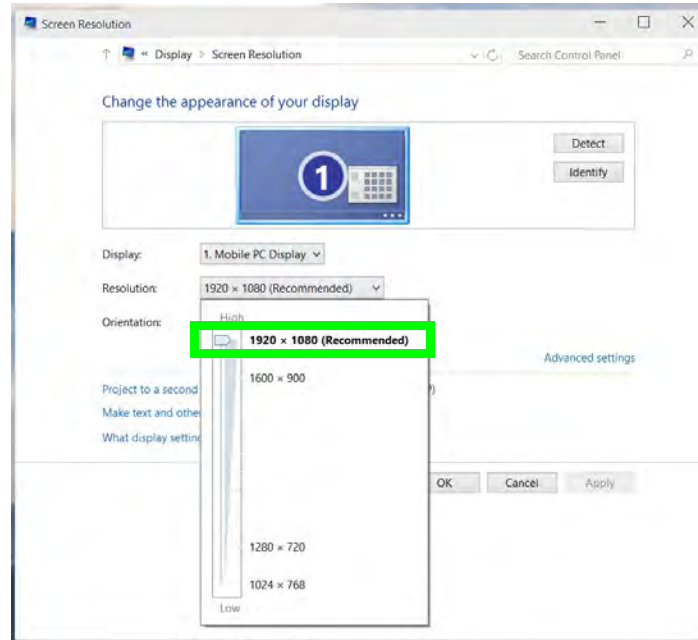 Screen Resolution
« Display > Screen Resolution
Search Control Panel
Change the appearance of your display
1
Detect
Identify
Display:
1. Mobile PC Display
Resolution:
1920 × 1080 (Recommended)
Orientation:
High
1920 × 1080 (Recommended)
1600 × 900
1280 × 720
1024 × 768
Low
Advanced settings
Project to a second
Make text and othe
What display settin
OK
Cancel
Apply